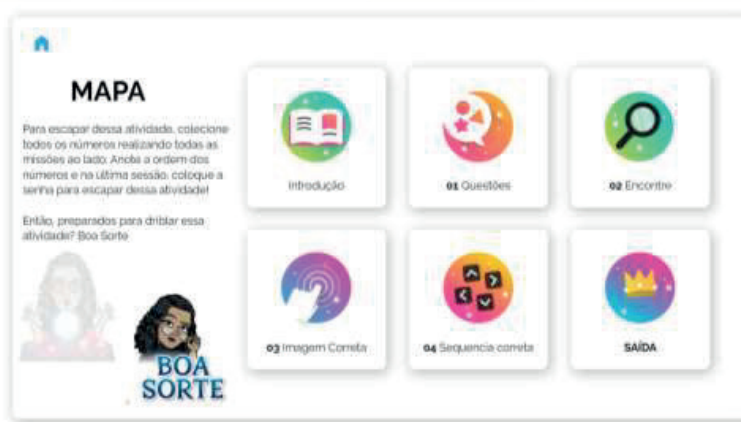 MAPA
Para escapar dessa atividade, colecione
todos os números realizando todas as
missões ao lado. Anote a ordem dos
números e na última sessão, coloque a
senha para escapar dessa atividade!
Então, preparados para driblar essa
atividade? Boa Sorte
BOA
SORTE
Introdução
01 Questões
02 Encontre
03 Imagem Correta
04 Sequencia correta
SAÍDA